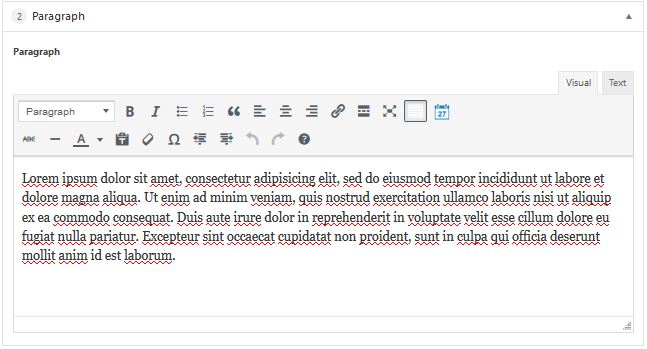 2 Paragraph
Paragraph
Visual Text
Paragraph B I 27
ABC A Ω
Lorem ipsum dolor sit amet, consectetur adipisicing elit, sed do eiusmod tempor incididunt ut labore et
dolore magna aliqua. Ut enim ad minim veniam, quis nostrud exercitation ullamco laboris nisi ut aliquip
ex ea commodo consequat. Duis aute irure dolor in reprehenderit in voluptate velit esse cillum dolore eu
fugiat nulla pariatur. Excepteur sint occaecat cupidatat non proident, sunt in culpa qui officia deserunt
mollit anim id est laborum.